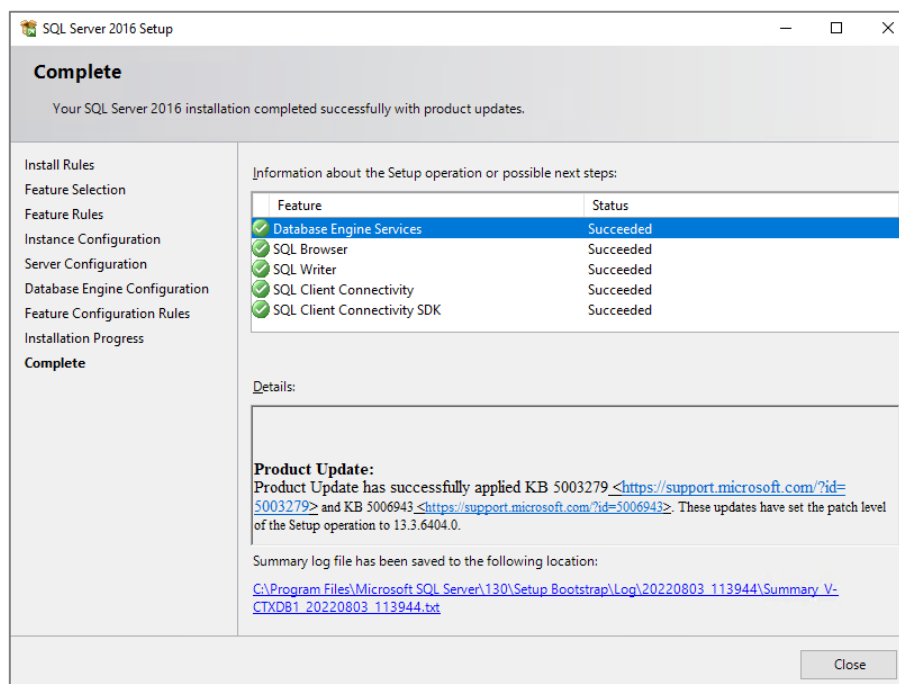 SQL Server 2016 Setup
Complete
Your SQL Server 2016 installation completed successfully with product updates.
Install Rules
Feature Selection
Feature Rules
Instance Configuration
Server Configuration
Database Engine Configuration
Feature Configuration Rules
Installation Progress
Complete
Information about the Setup operation or possible next steps:
Feature Status
Database Engine Services Succeeded
SQL Browser Succeeded
SQL Writer Succeeded
SQL Client Connectivity Succeeded
SQL Client Connectivity SDK Succeeded
Details:
Product Update:
Product Update has successfully applied KB 5003279 <https://support.microsoft.com/?id=
5003279> and KB 5006943 <https://support.microsoft.com/?id=5006943>. These updates have set the patch level
of the Setup operation to 13.3.6404.0.
Summary log file has been saved to the following location:
C:\Program Files\Microsoft SQL Server\130\Setup Bootstrap\Log\20220803_113944\Summary_V-
CTXDB1_20220803_113944.txt
Close